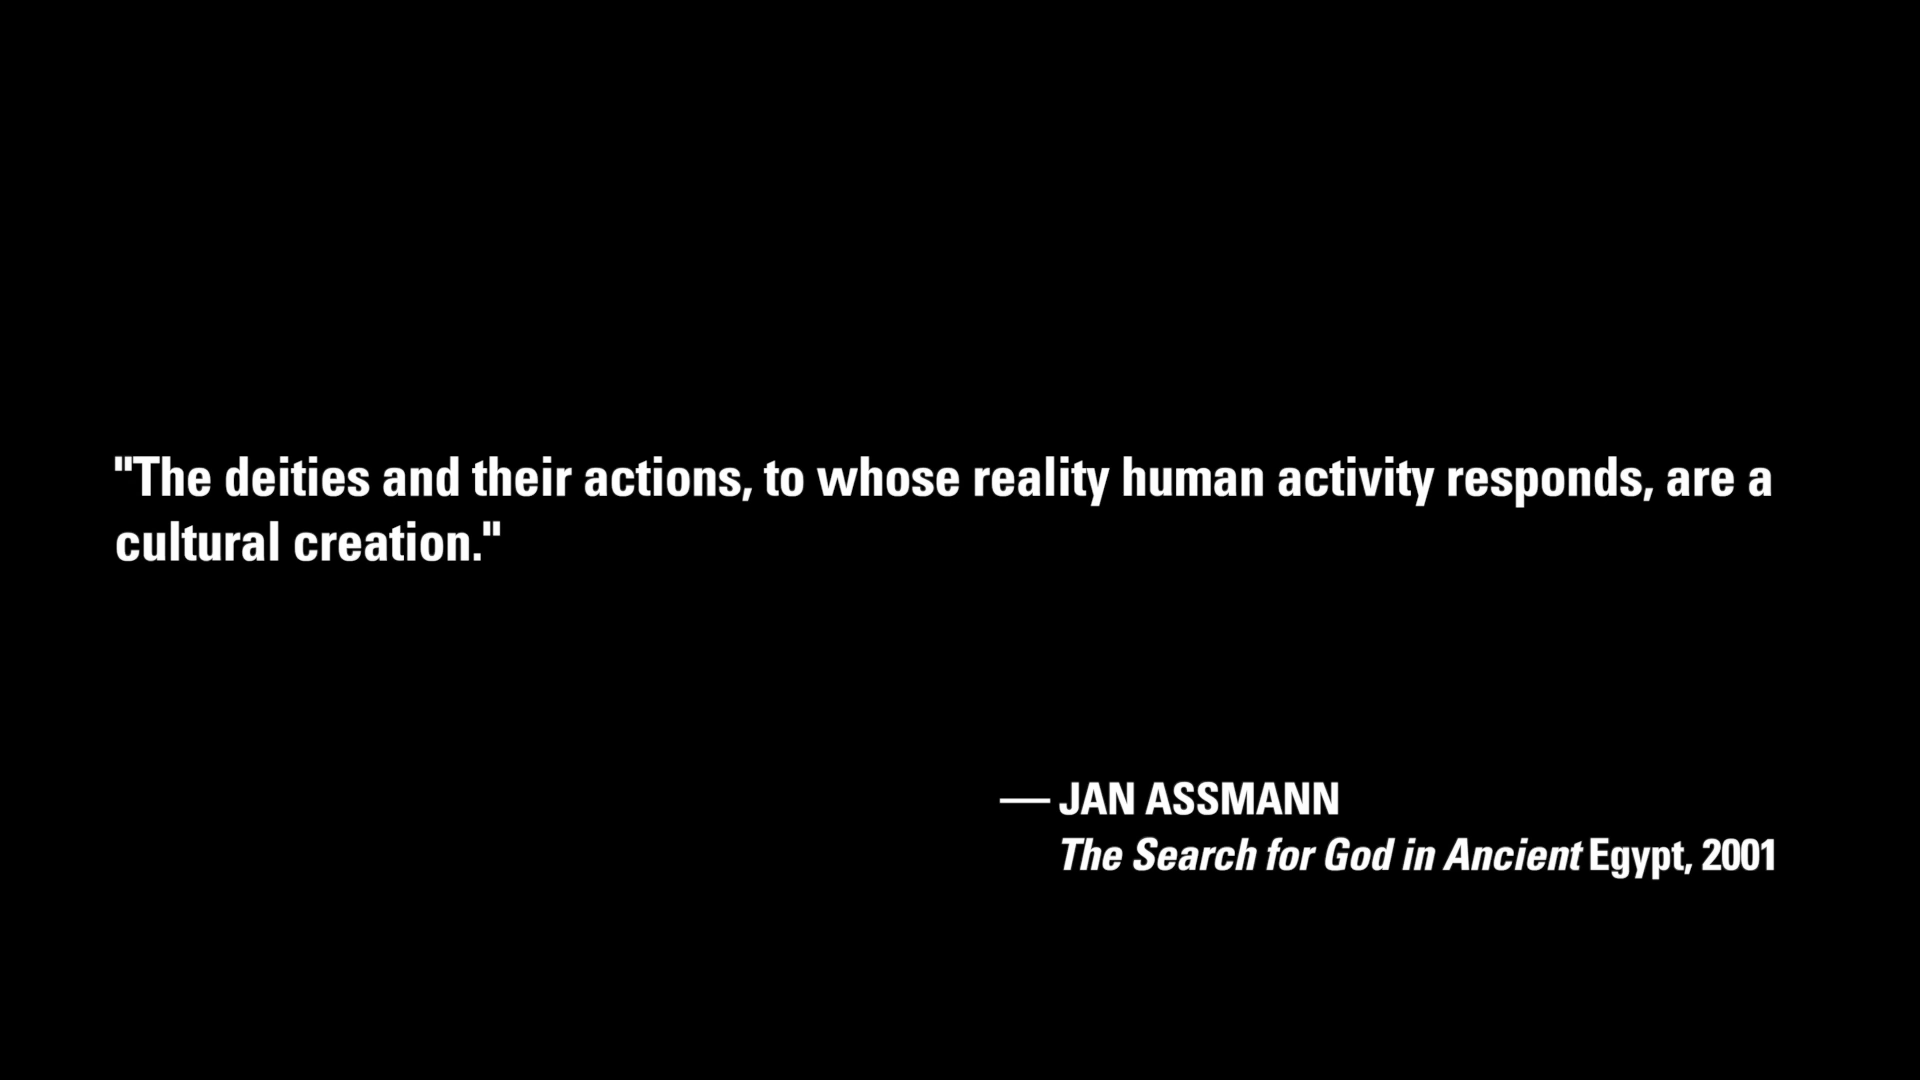 "The deities and their actions, to whose reality human activity responds, are a
cultural creation."
— JAN ASSMANN
The Search for God in Ancient Egypt, 2001